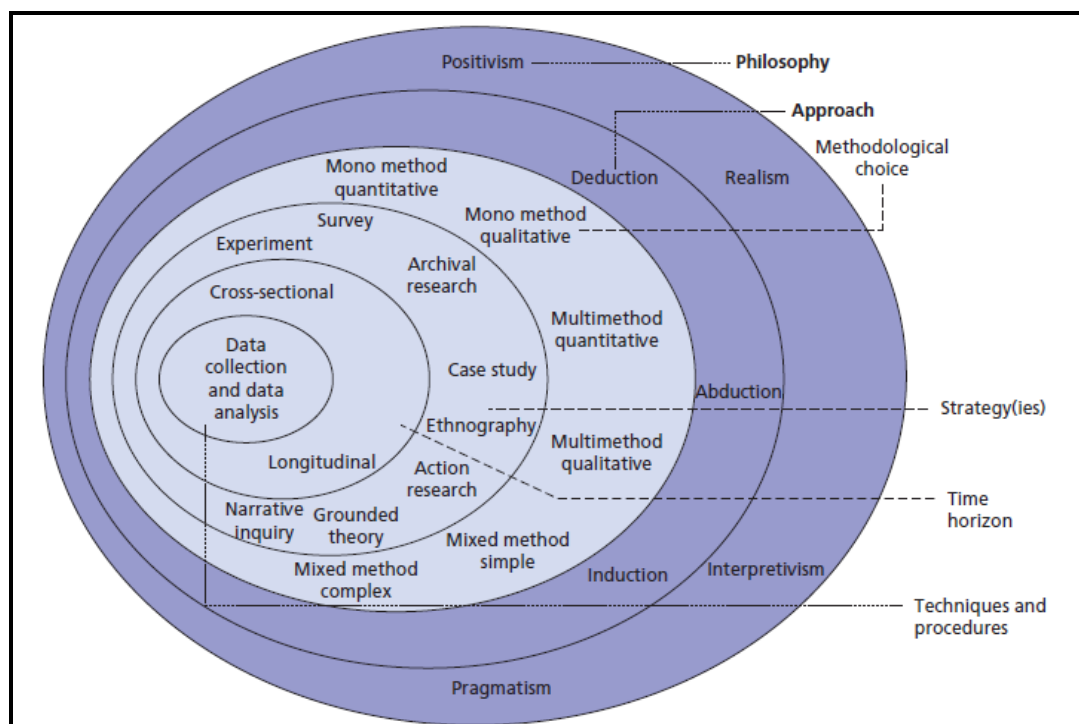 Positivism
Philosophy
Approach
Methodological
choice
Mono method
quantitative
Deduction
Realism
Survey
Mono method
qualitative
Experiment
Archival
research
Cross-sectional
Multimethod
quantitative
Data
collection
and data
analysis
Case study
Abduction
Strategy(ies)
Ethnography
Multimethod
qualitative
Longitudinal
Action
research
Time
horizon
Narrative
inquiry
Grounded
theory
Mixed method
simple
Mixed method
complex
Induction
Interpretivism
Techniques and
procedures
Pragmatism